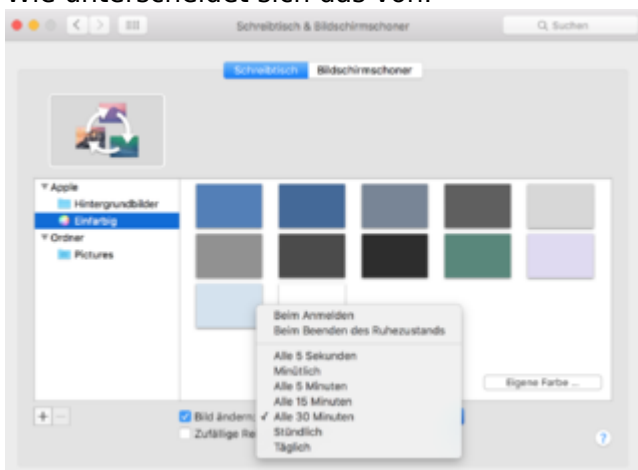 Wie unterscheidet sich das von:
Schreibtisch & Bildschirmschoner
Suchen
Schreibtisch
Bildschirmschoner
Apple
Hintergrundbilder
Einfarbig
Ordner
Pictures
Beim Anmelden
Beim Beenden des Ruhezustands
Alle 5 Sekunden
Minütlich
Alle 5 Minuten
Alle 15 Minuten
Eigene Farbe ...
+ −
Bild ändern: ✓ Alle 30 Minuten
Zufällige Re
Stündlich
Täglich
?